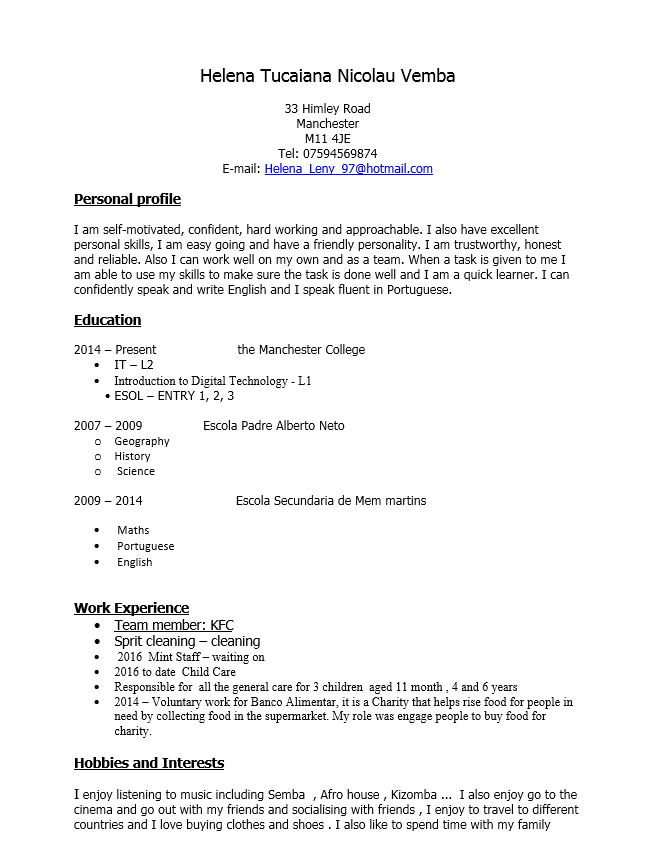 Helena Tucaiana Nicolau Vemba
33 Himley Road
Manchester
M11 4JE
Tel: 07594569874
E-mail: Helena_Leny_97@hotmail.com
Personal profile
I am self-motivated, confident, hard working and approachable. I also have excellent
personal skills, I am easy going and have a friendly personality. I am trustworthy, honest
and reliable. Also I can work well on my own and as a team. When a task is given to me I
am able to use my skills to make sure the task is done well and I am a quick learner. I can
confidently speak and write English and I speak fluent in Portuguese.
Education
2014 – Present the Manchester College
• IT – L2
• Introduction to Digital Technology - L1
• ESOL – ENTRY 1, 2, 3
2007 – 2009 Escola Padre Alberto Neto
o Geography
o History
o Science
2009 – 2014 Escola Secundaria de Mem martins
• Maths
• Portuguese
• English
Work Experience
• Team member: KFC
• Sprit cleaning – cleaning
• 2016 Mint Staff – waiting on
• 2016 to date Child Care
• Responsible for all the general care for 3 children aged 11 month , 4 and 6 years
• 2014 – Voluntary work for Banco Alimentar, it is a Charity that helps rise food for people in
need by collecting food in the supermarket. My role was engage people to buy food for
charity.
Hobbies and Interests
I enjoy listening to music including Semba , Afro house , Kizomba ... I also enjoy go to the
cinema and go out with my friends and socialising with friends , I enjoy to travel to different
countries and I love buying clothes and shoes . I also like to spend time with my family